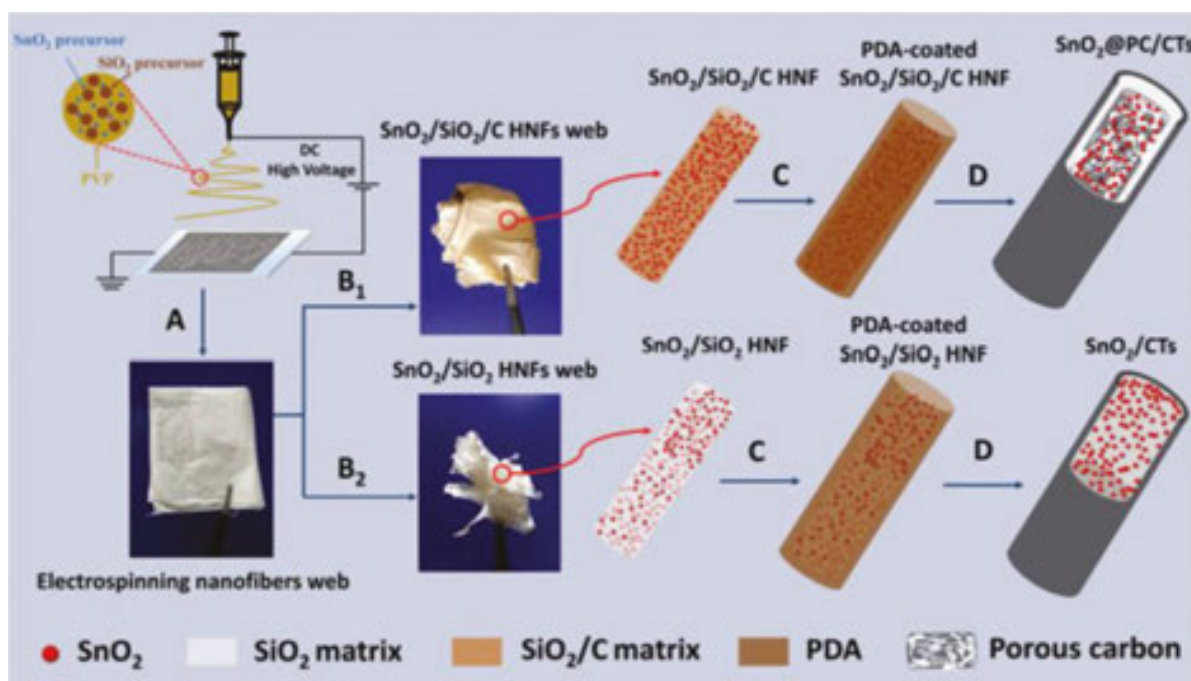 SnO₂ precursor
SiO₂ precursor
PVP
DC
High Voltage
A
Electrospinning nanofibers web
B₁
B₂
SnO₂/SiO₂/C HNFs web
SnO₂/SiO₂ HNFs web
SnO₂/SiO₂/C HNF
C
PDA-coated
SnO₂/SiO₂/C HNF
D
SnO₂@PC/CTs
SnO₂/SiO₂ HNF
C
PDA-coated
SnO₂/SiO₂ HNF
D
SnO₂/CTs
SnO₂
SiO₂ matrix
SiO₂/C matrix
PDA
Porous carbon